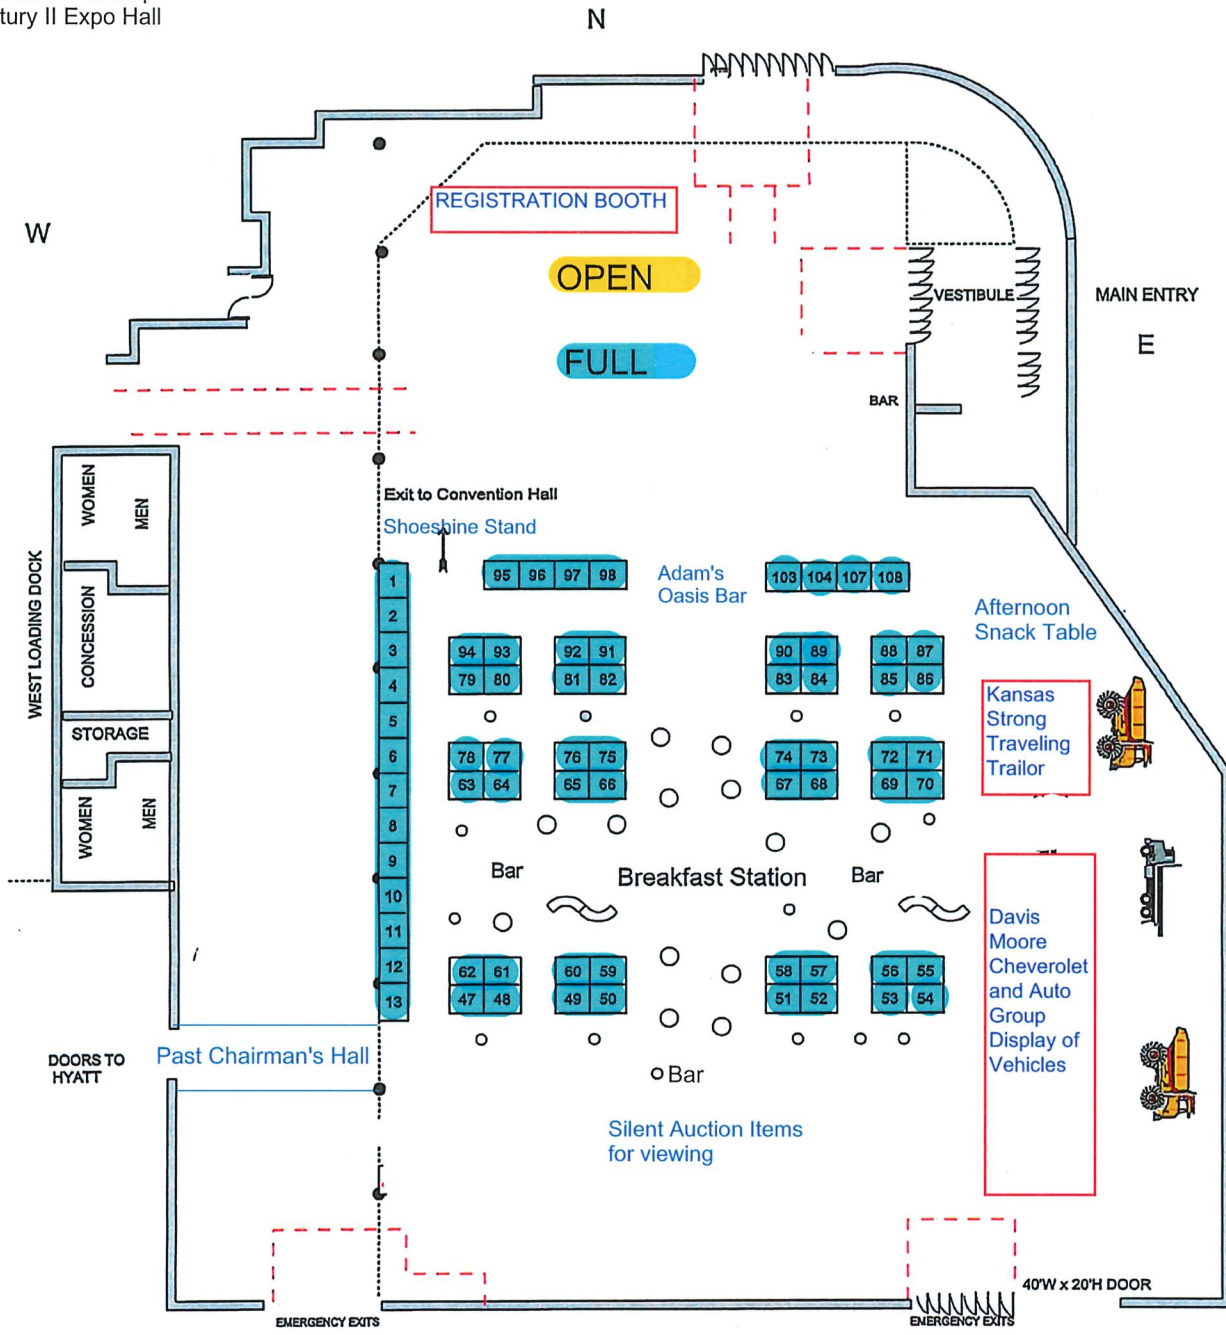 tury II Expo Hall
N
W
REGISTRATION BOOTH
OPEN
VESTIBULE
MAIN ENTRY
E
FULL
BAR
WOMEN
MEN
Exit to Convention Hall
Shoeshine Stand
WEST LOADING DOCK
CONCESSION
STORAGE
WOMEN
MEN
95 96 97 98
Adam's
Oasis Bar
103 104 107 108
Afternoon
Snack Table
1
2
3
4
5
6
7
8
9
10
11
12
13
94 93 92 91 90 89 88 87
79 80 81 82 83 84 85 86
Kansas
Strong
Traveling
Trailor
78 77 76 75 74 73 72 71
63 64 65 66 67 68 69 70
Bar
Breakfast Station
Bar
Davis
Moore
Cheverolet
and Auto
Group
Display of
Vehicles
62 61 60 59 58 57 56 55
47 48 49 50 51 52 53 54
DOORS TO
HYATT
Past Chairman's Hall
Bar
Silent Auction Items
for viewing
40'W x 20'H DOOR
EMERGENCY EXITS
EMERGENCY EXITS